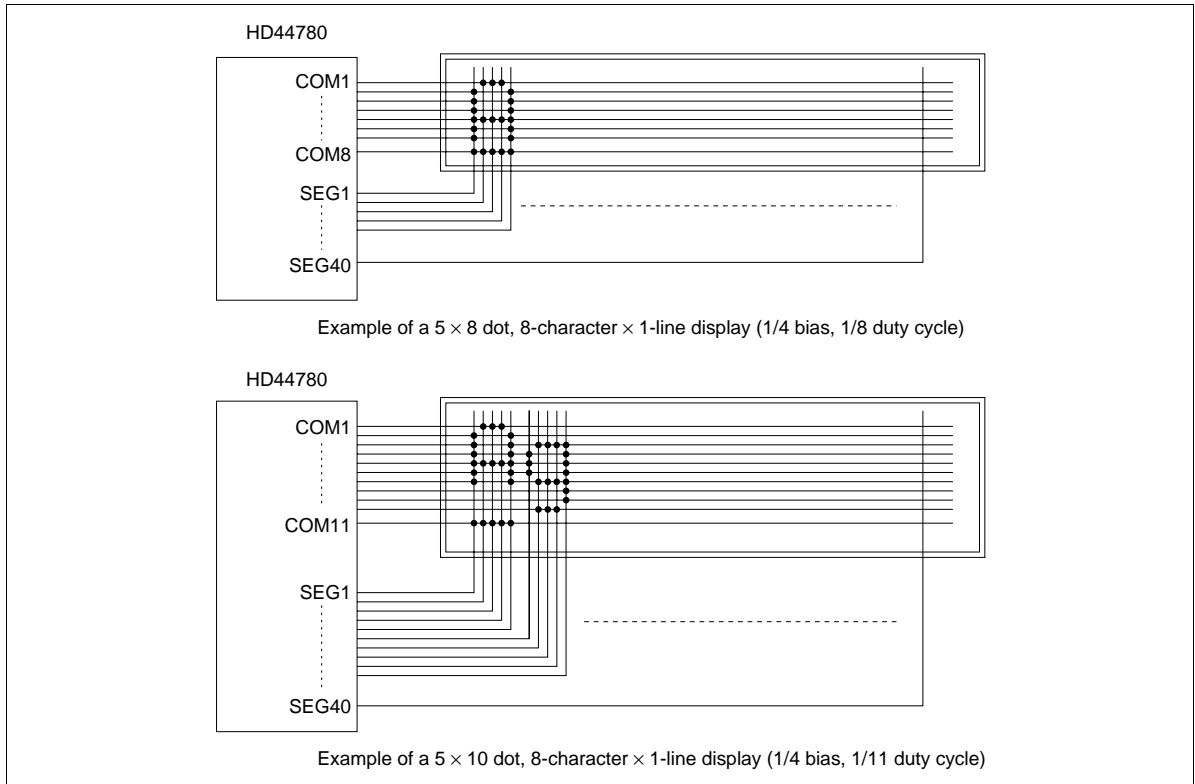 HD44780
COM1
COM8
SEG1
SEG40
Example of a 5 × 8 dot, 8-character × 1-line display (1/4 bias, 1/8 duty cycle)
HD44780
COM1
COM11
SEG1
SEG40
Example of a 5 × 10 dot, 8-character × 1-line display (1/4 bias, 1/11 duty cycle)